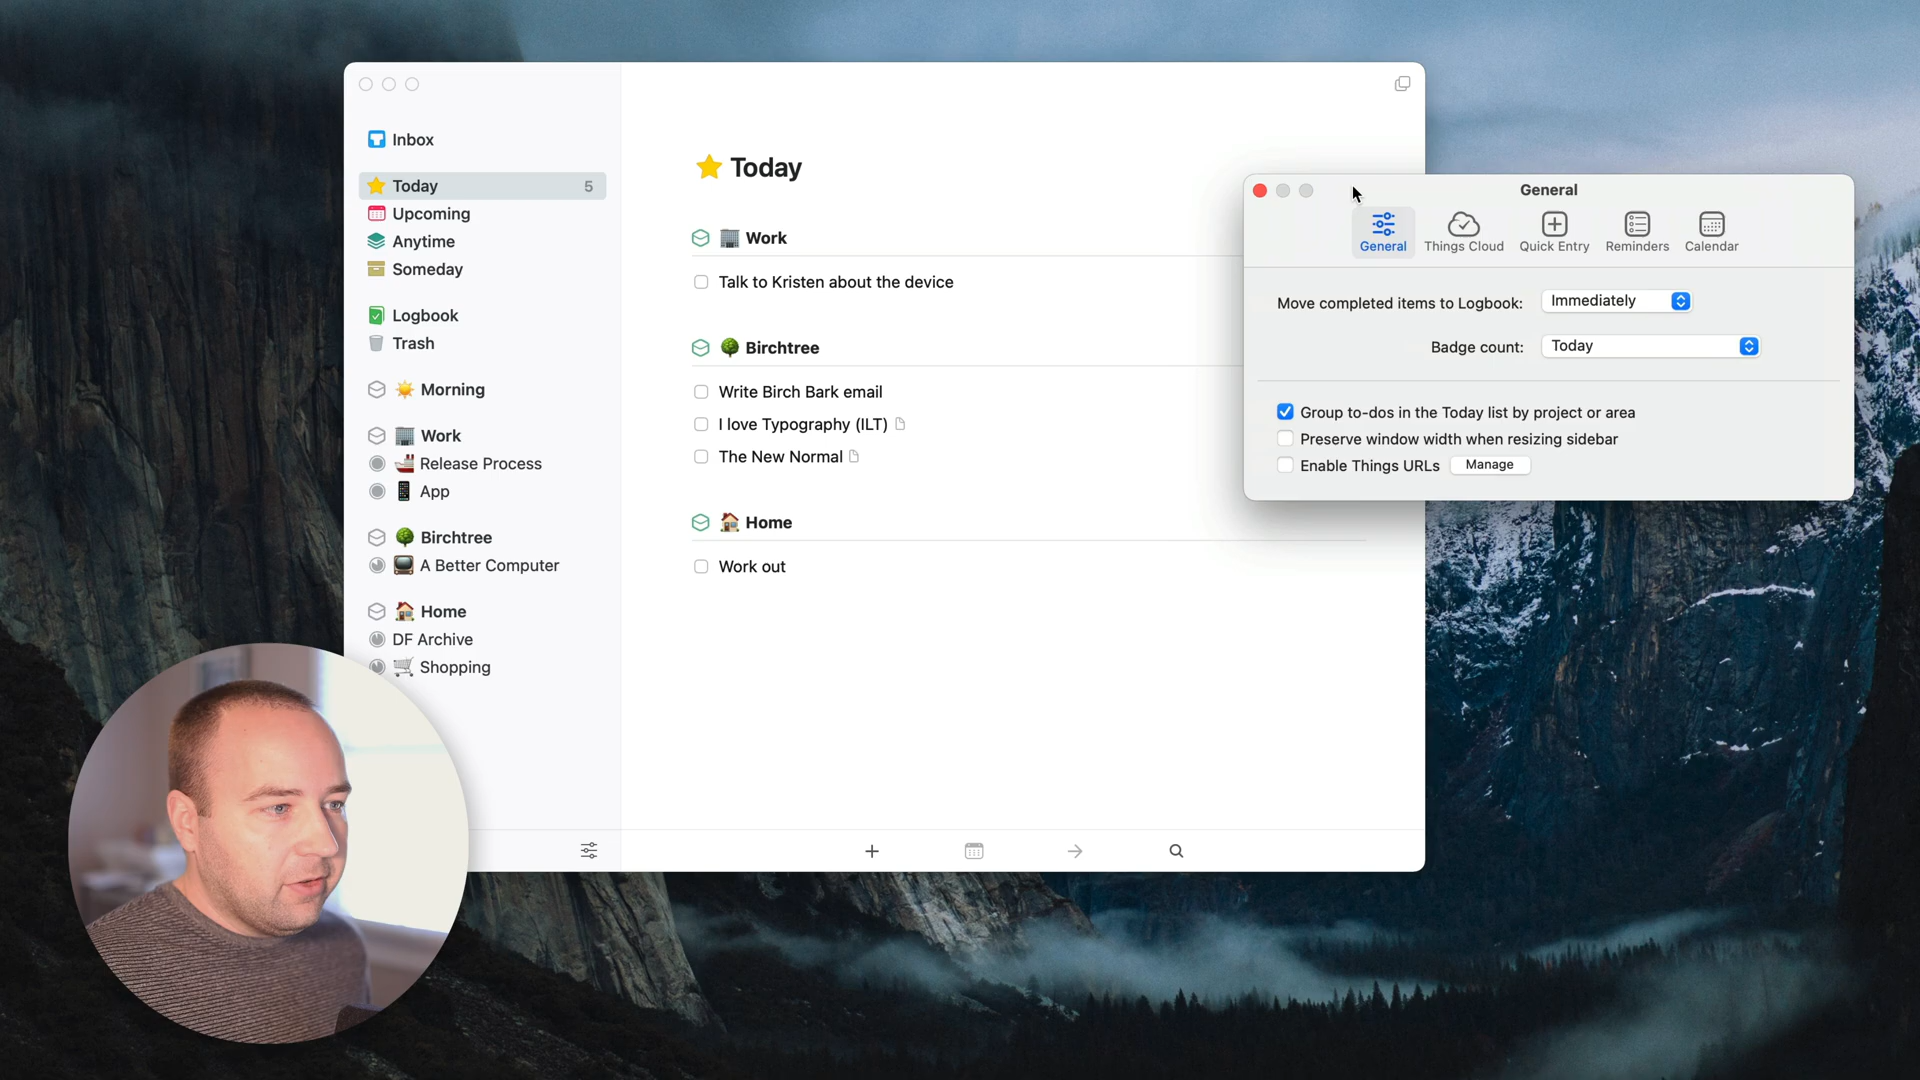 Inbox
Today 5
Upcoming
Anytime
Someday
Logbook
Trash
Morning
Work
Release Process
App
Birchtree
A Better Computer
Home
DF Archive
Shopping
Today
Work
Talk to Kristen about the device
Birchtree
Write Birch Bark email
I love Typography (ILT)
The New Normal
Home
Work out
General
General Things Cloud Quick Entry Reminders Calendar
Move completed items to Logbook: Immediately
Badge count: Today
Group to-dos in the Today list by project or area
Preserve window width when resizing sidebar
Enable Things URLs Manage